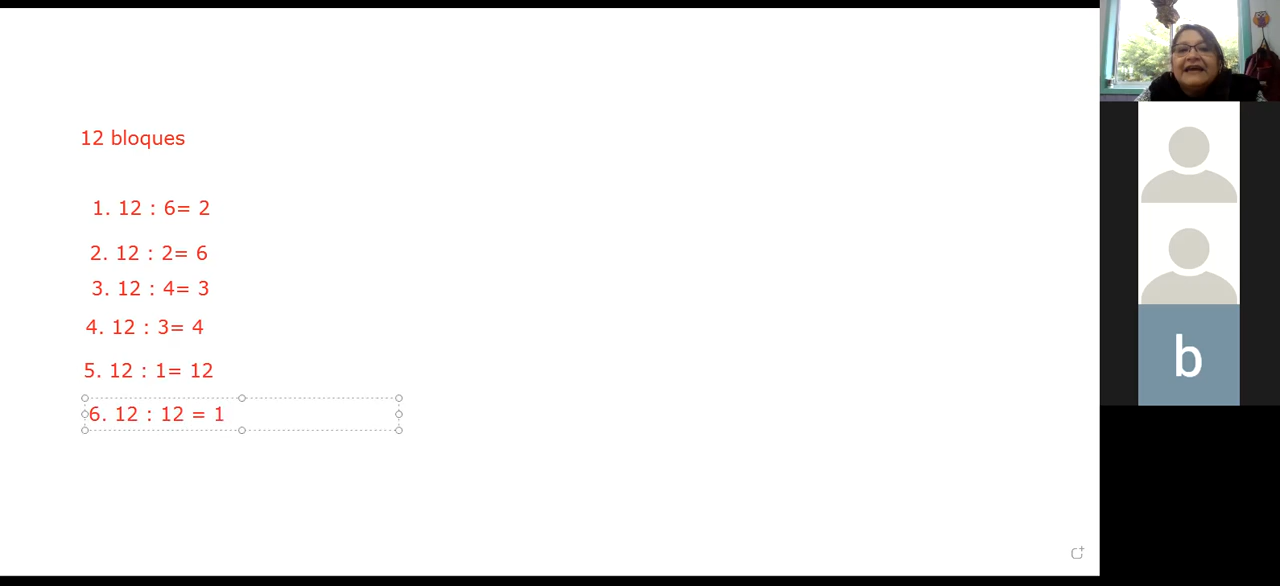 12 bloques
1. 12 : 6= 2
2. 12 : 2= 6
3. 12 : 4= 3
4. 12 : 3= 4
5. 12 : 1= 12
6. 12 : 12 = 1
b